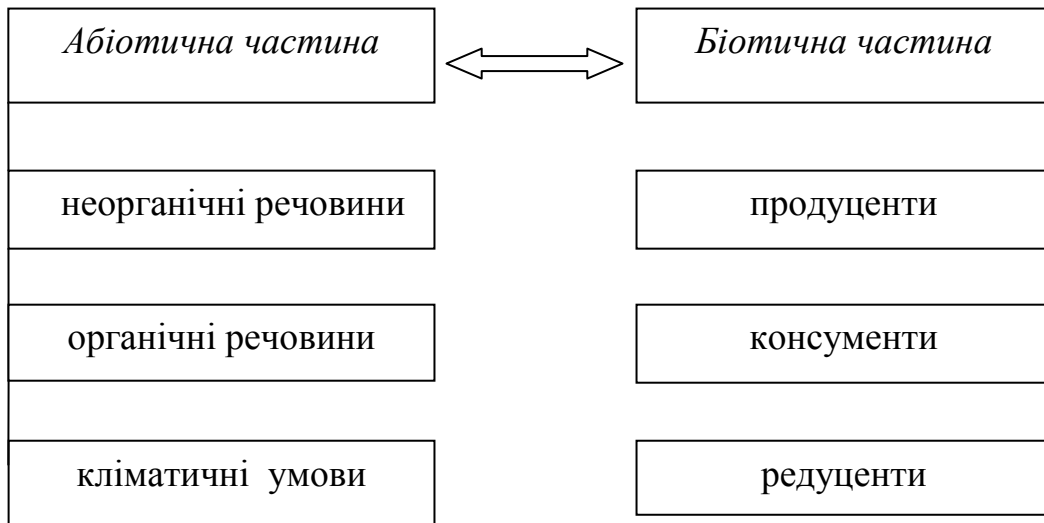 Абіотична частина
Біотична частина
неорганічні речовини
продуценти
органічні речовини
консументи
кліматичні умови
редуценти